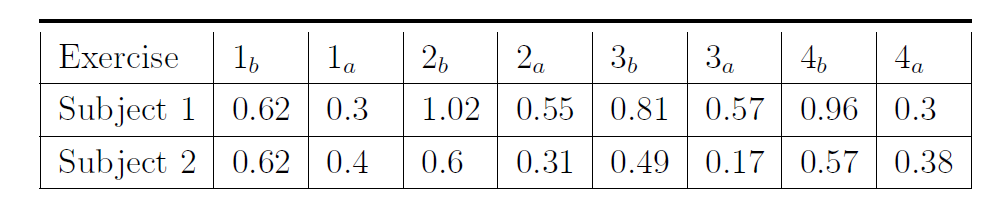 Exercise 1_b 1_a 2_b 2_a 3_b 3_a 4_b 4_a
Subject 1 0.62 0.3 1.02 0.55 0.81 0.57 0.96 0.3
Subject 2 0.62 0.4 0.6 0.31 0.49 0.17 0.57 0.38